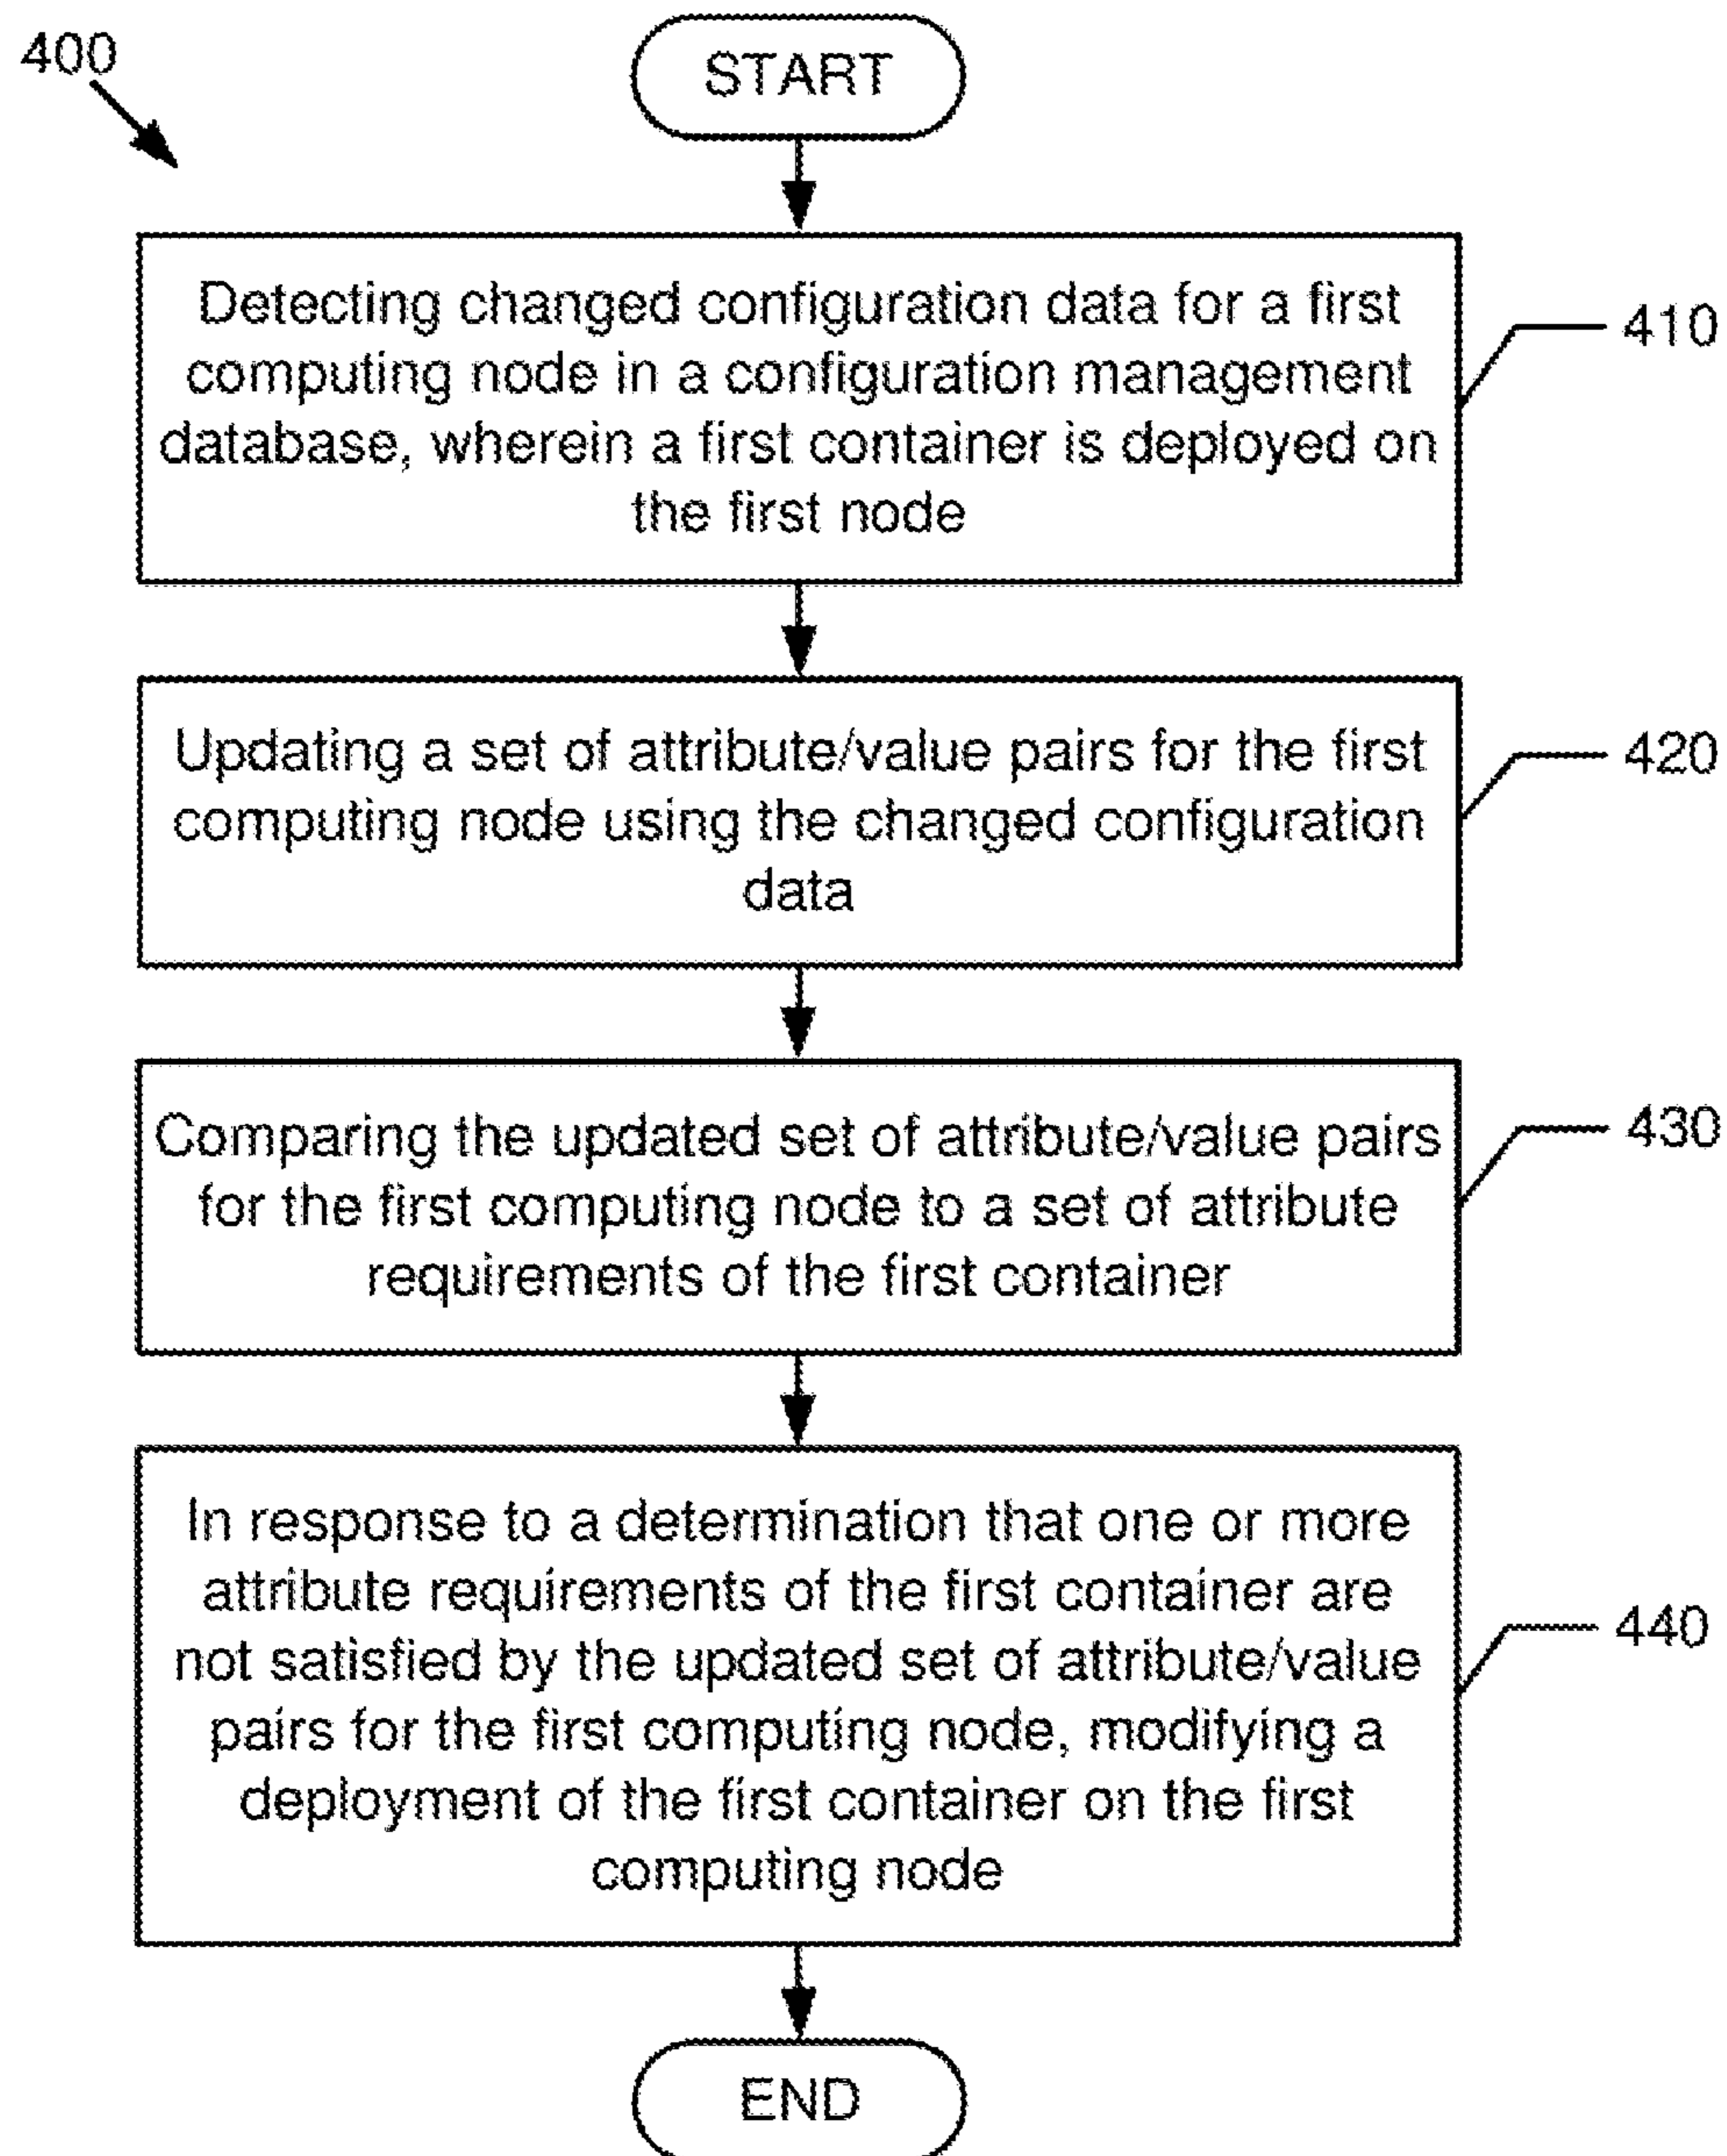 400
START
Detecting changed configuration data for a first
computing node in a configuration management
database, wherein a first container is deployed on
the first node
410
Updating a set of attribute/value pairs for the first
computing node using the changed configuration
data
420
Comparing the updated set of attribute/value pairs
for the first computing node to a set of attribute
requirements of the first container
430
In response to a determination that one or more
attribute requirements of the first container are
not satisfied by the updated set of attribute/value
pairs for the first computing node, modifying a
deployment of the first container on the first
computing node
440
END